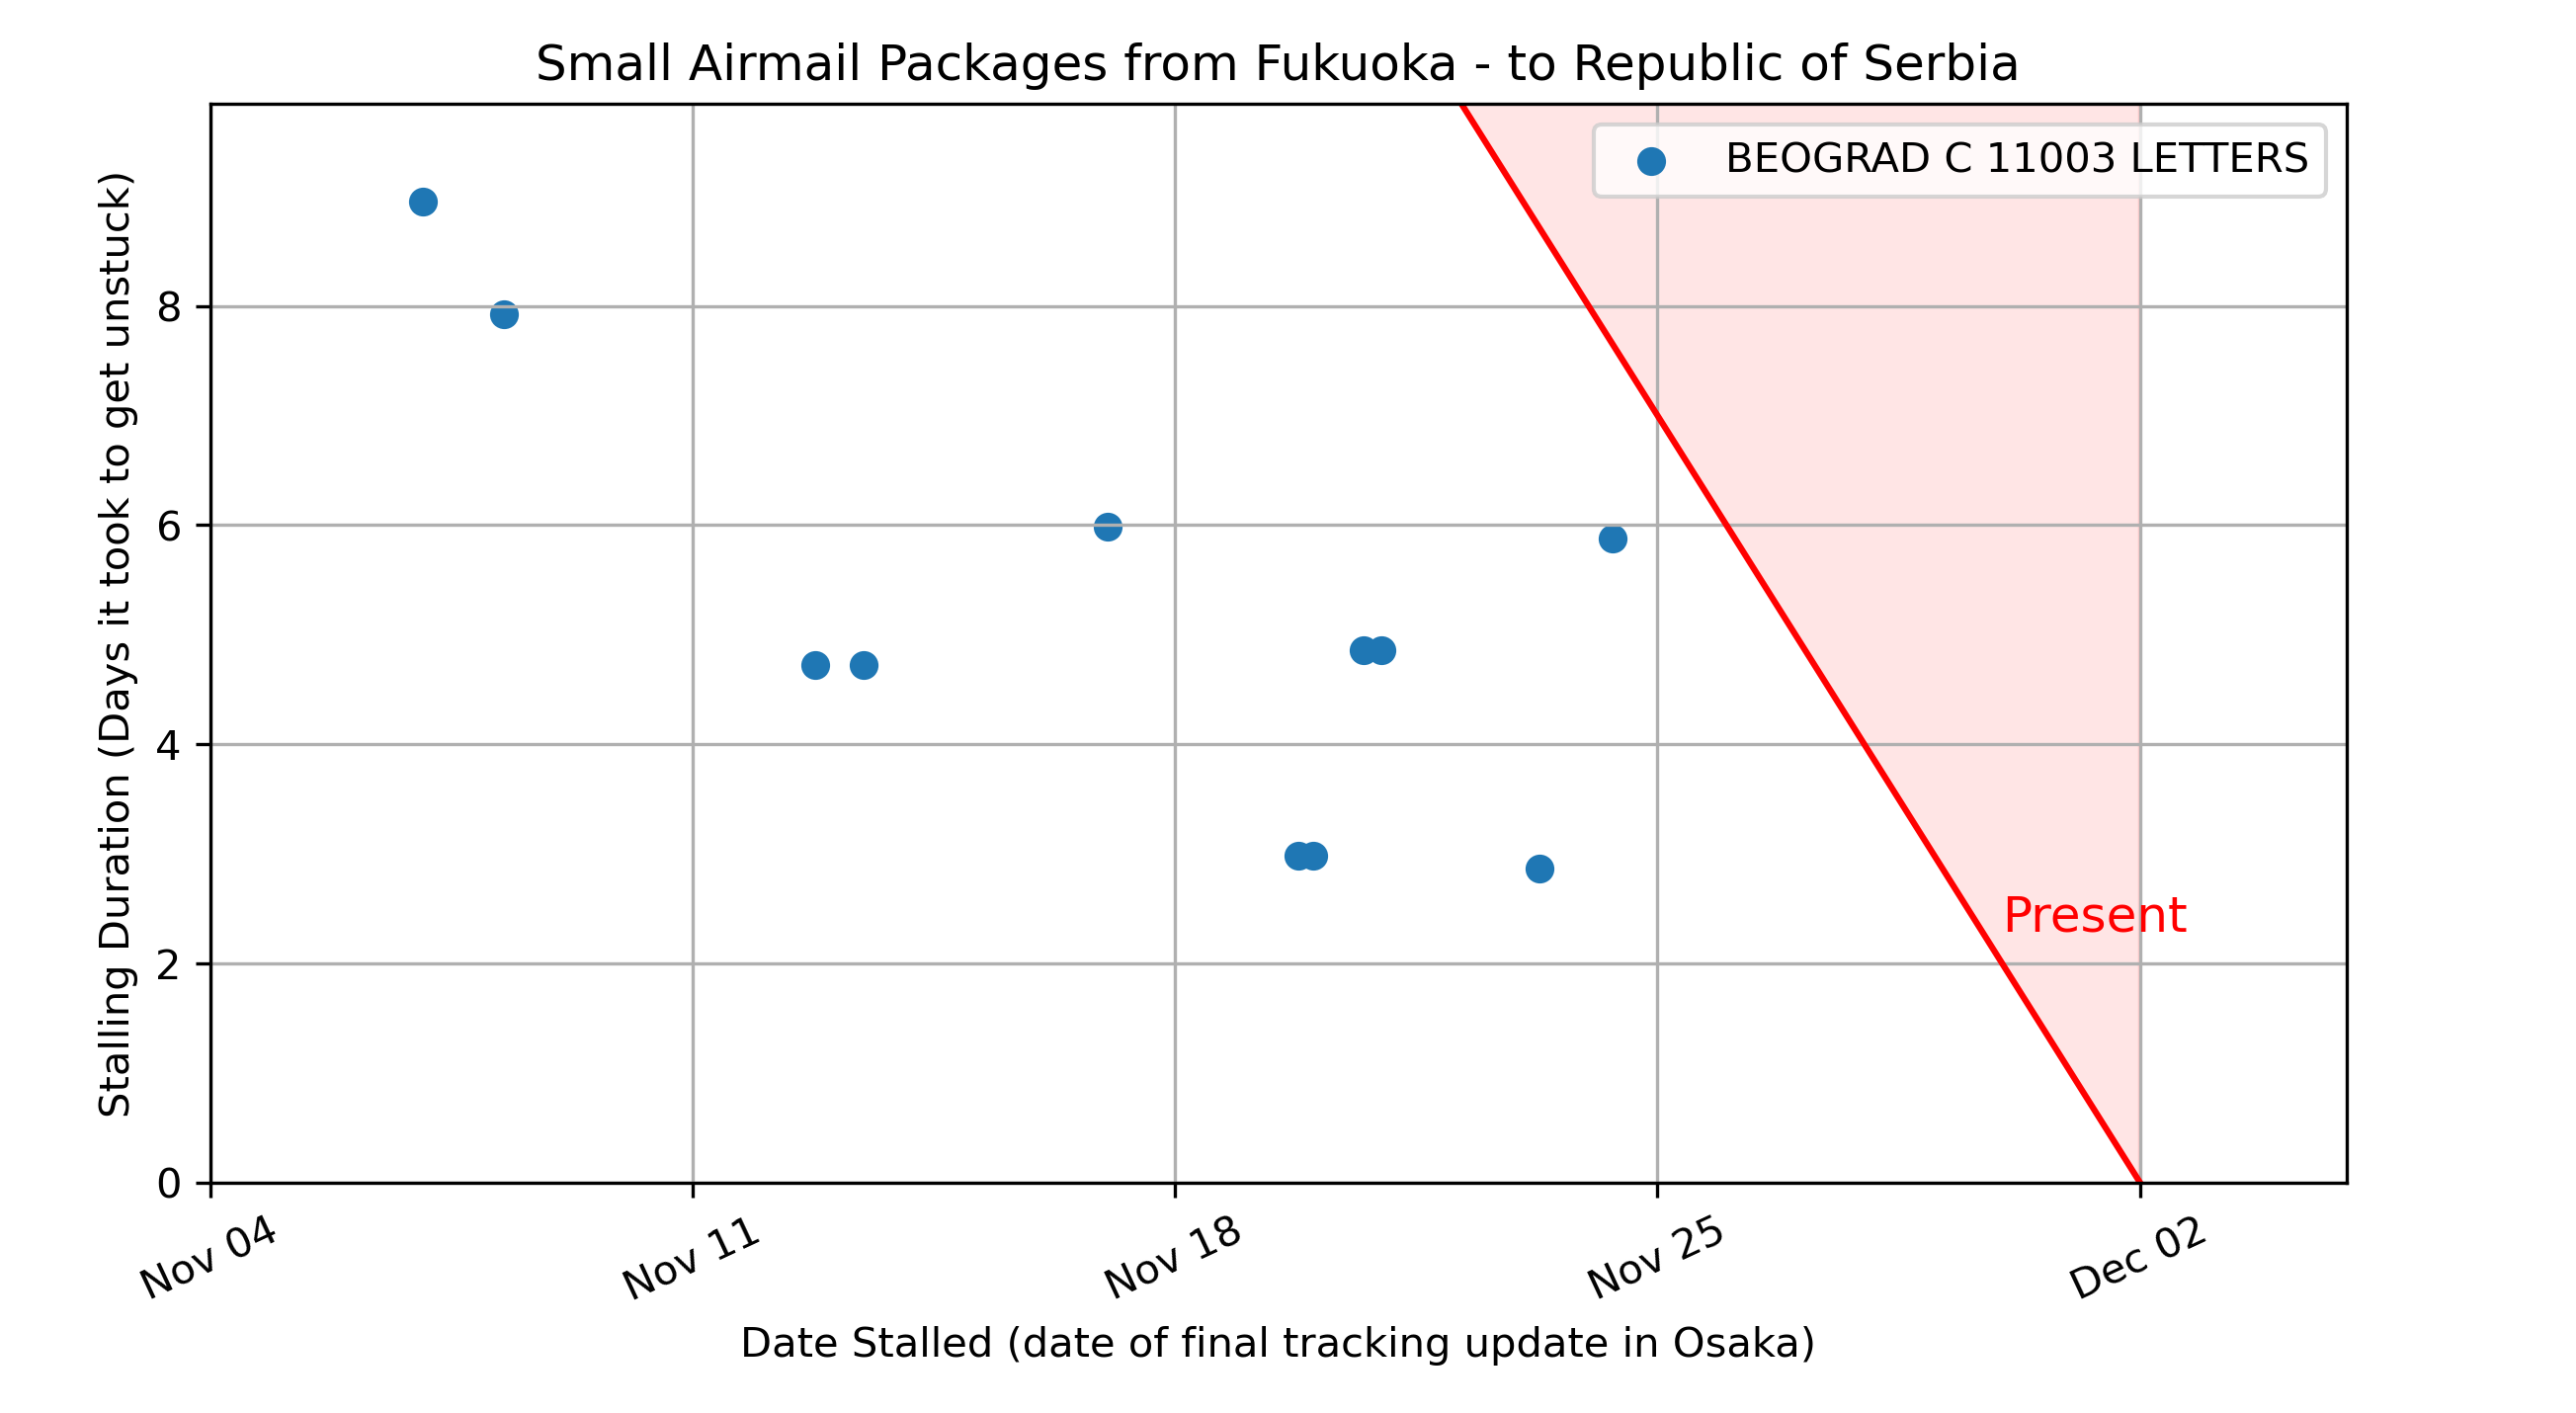 Small Airmail Packages from Fukuoka - to Republic of Serbia
BEOGRAD C 11003 LETTERS
Stalling Duration (Days it took to get unstuck)
8
6
4
2
0
Present
Nov 04
Nov 11
Nov 18
Nov 25
Dec 02
Date Stalled (date of final tracking update in Osaka)